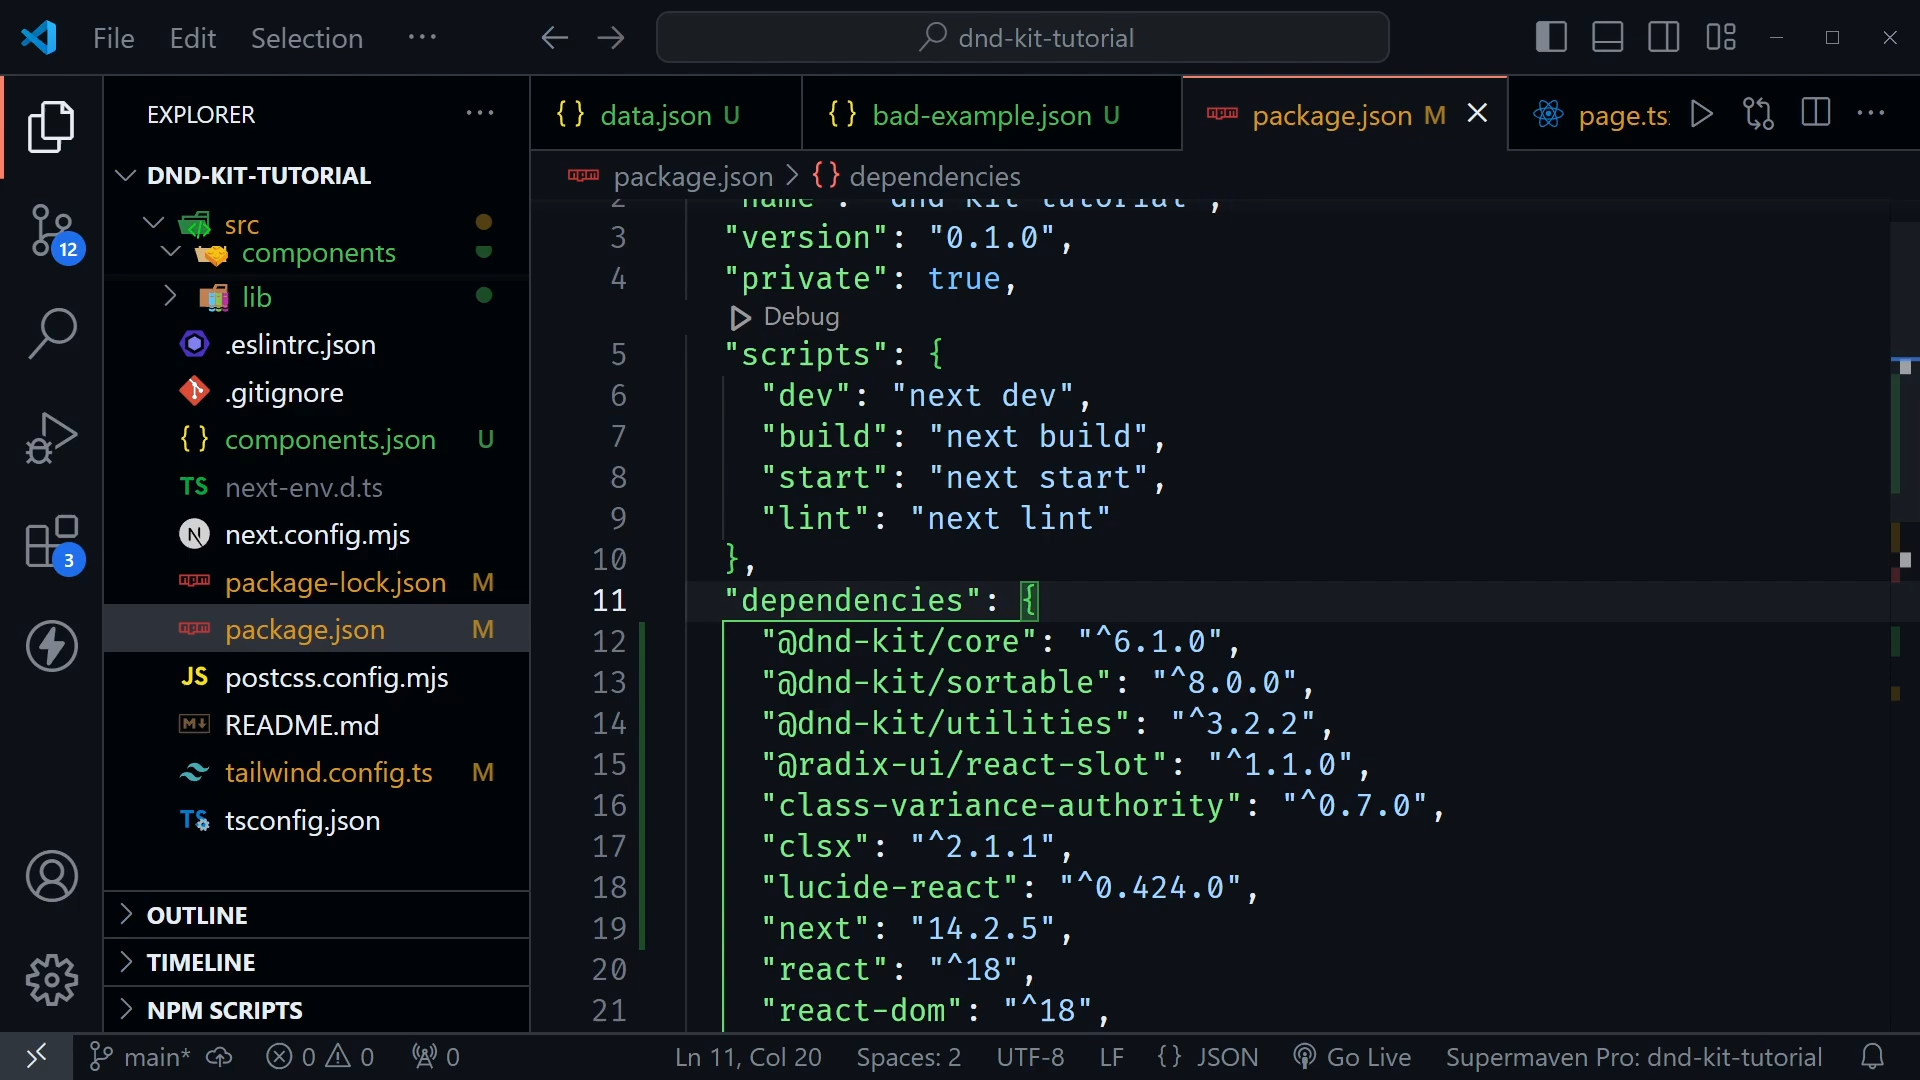 File Edit Selection ··· dnd-kit-tutorial
EXPLORER ···
DND-KIT-TUTORIAL
src
components
lib
.eslintrc.json
.gitignore
components.json U
next-env.d.ts
next.config.mjs
package-lock.json M
package.json M
postcss.config.mjs
README.md
tailwind.config.ts M
tsconfig.json
OUTLINE
TIMELINE
NPM SCRIPTS
12
3
{} data.json U {} bad-example.json U package.json M page.ts
package.json > {} dependencies
2 "name": "dnd-kit-tutorial",
3 "version": "0.1.0",
4 "private": true,
Debug
5 "scripts": {
6 "dev": "next dev",
7 "build": "next build",
8 "start": "next start",
9 "lint": "next lint"
10 },
11 "dependencies": {
12 "@dnd-kit/core": "^6.1.0",
13 "@dnd-kit/sortable": "^8.0.0",
14 "@dnd-kit/utilities": "^3.2.2",
15 "@radix-ui/react-slot": "^1.1.0",
16 "class-variance-authority": "^0.7.0",
17 "clsx": "^2.1.1",
18 "lucide-react": "^0.424.0",
19 "next": "14.2.5",
20 "react": "^18",
21 "react-dom": "^18",
main* 0 0 0 Ln 11, Col 20 Spaces: 2 UTF-8 LF {} JSON Go Live Supermaven Pro: dnd-kit-tutorial